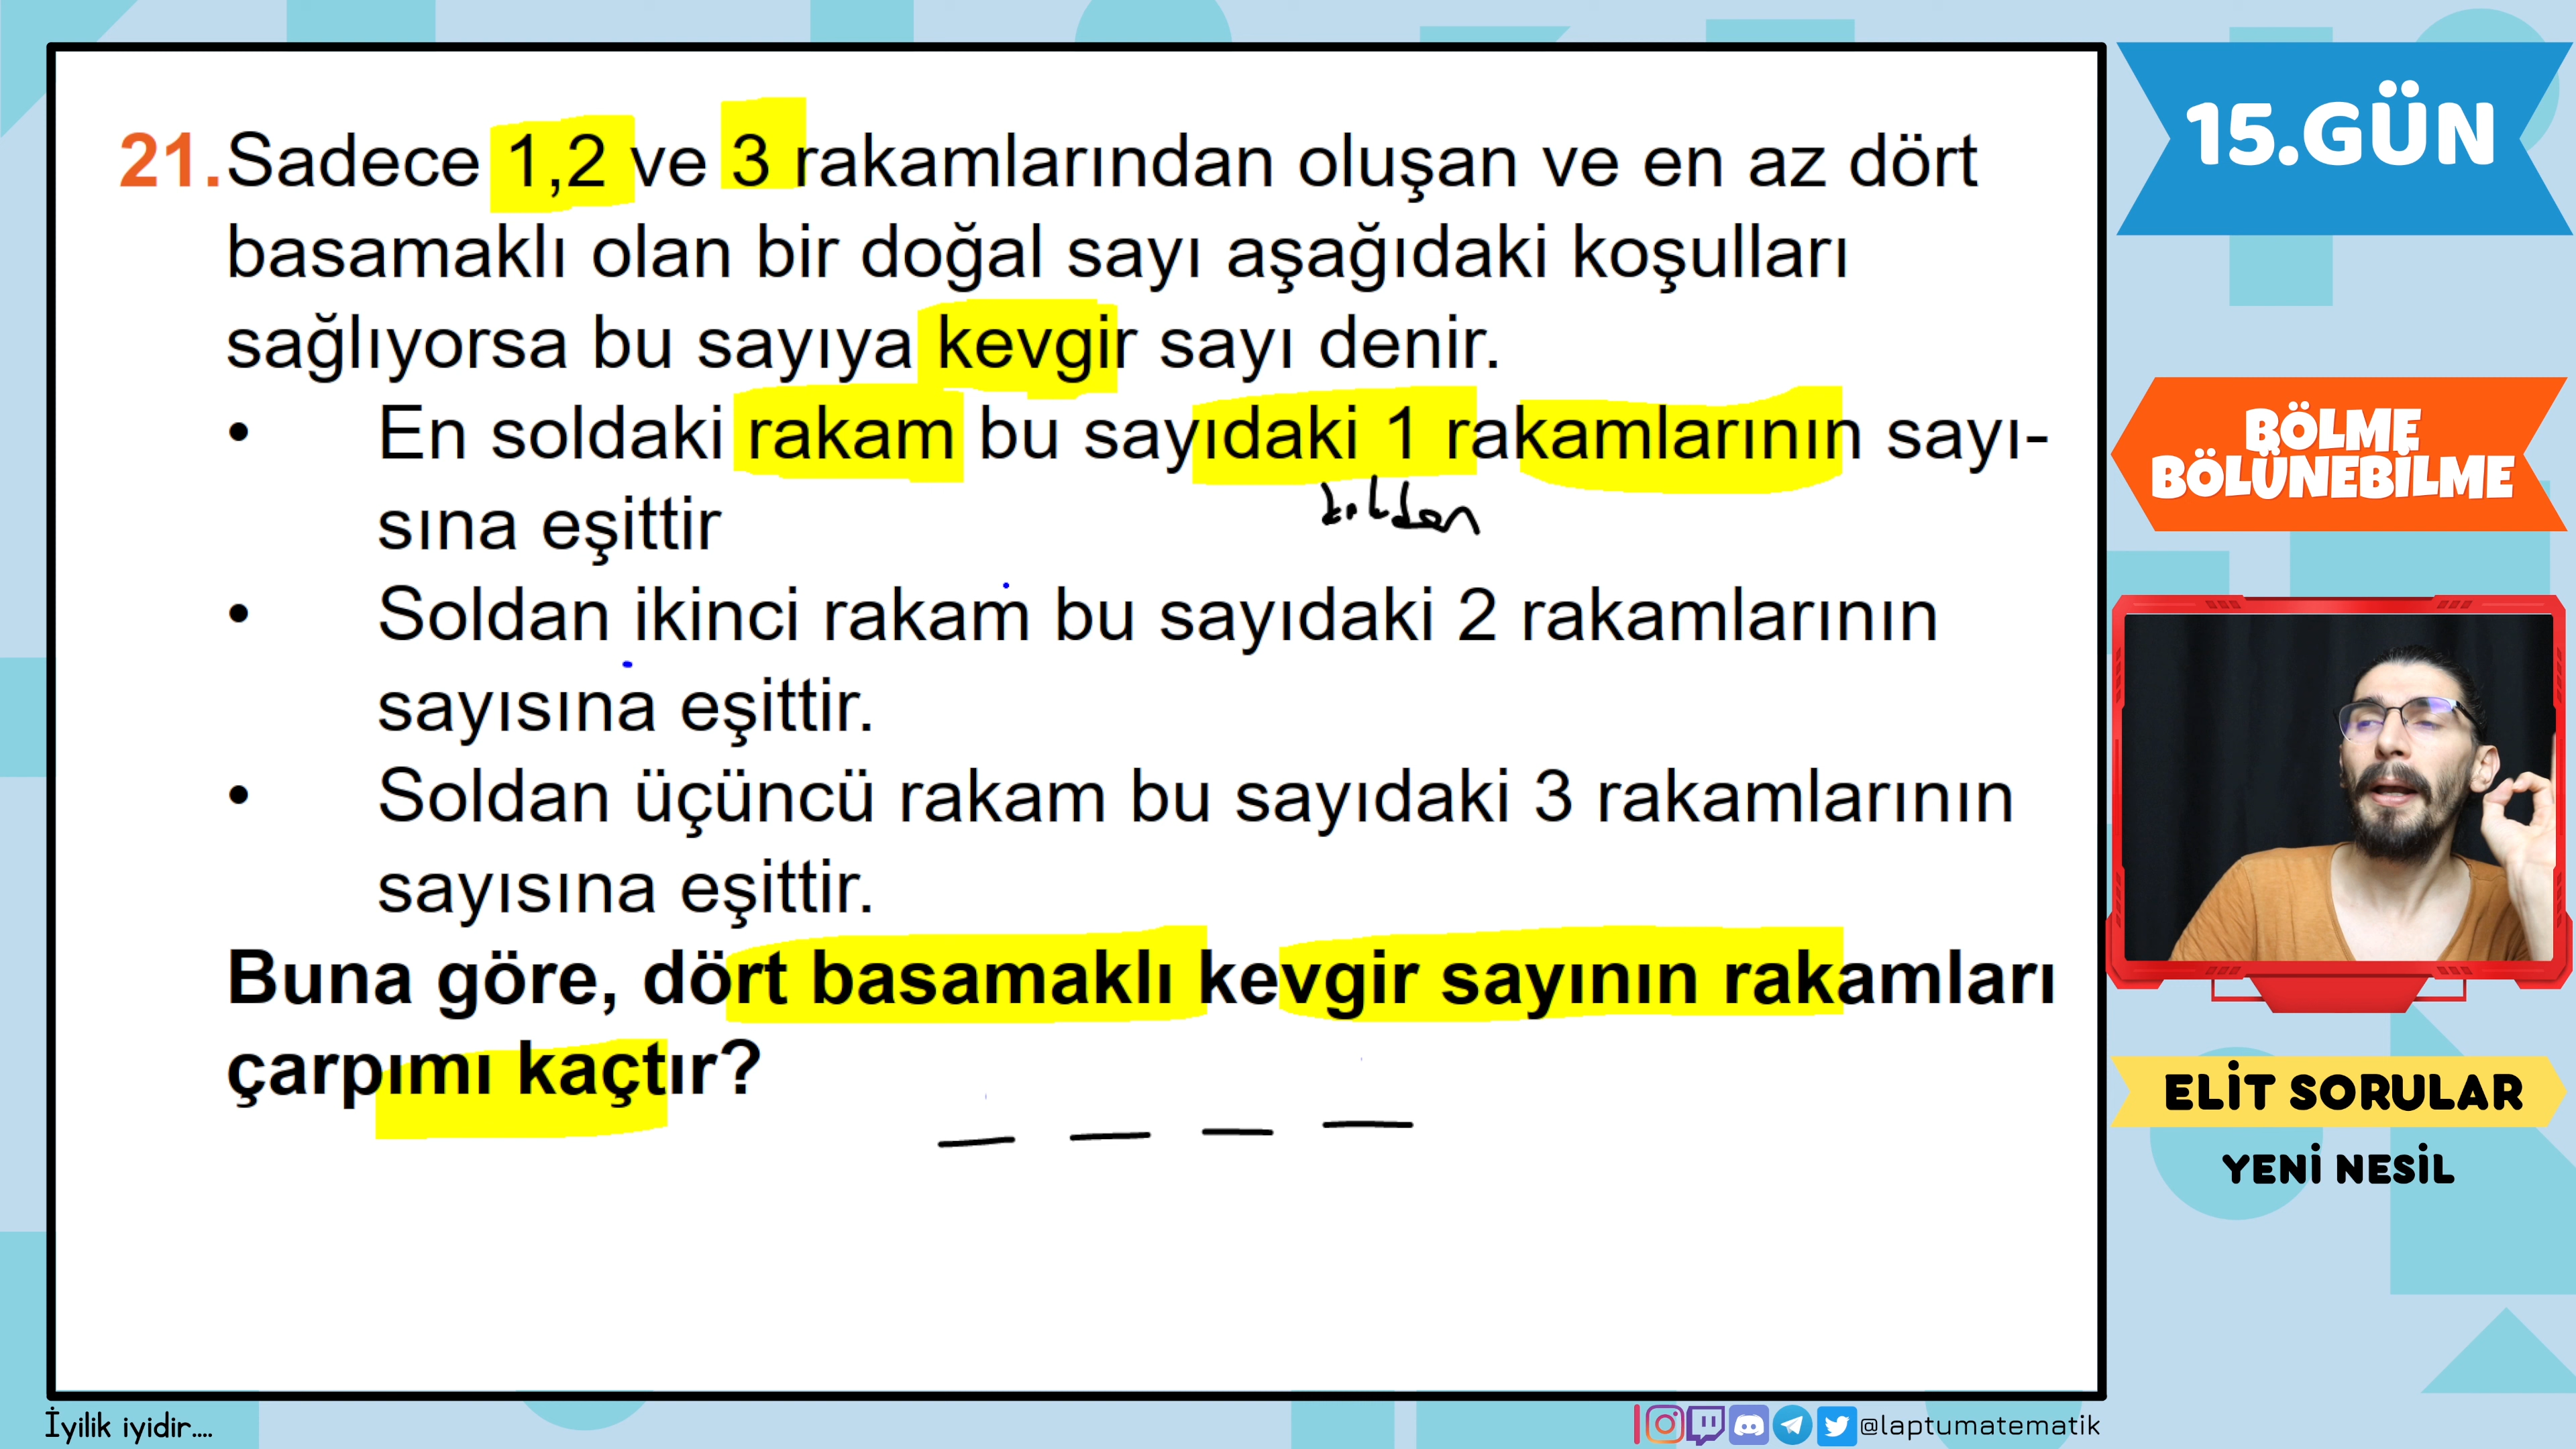 21. Sadece 1,2 ve 3 rakamlarından oluşan ve en az dört
basamaklı olan bir doğal sayı aşağıdaki koşulları
sağlıyorsa bu sayıya kevgir sayı denir.
• En soldaki rakam bu sayıdaki 1 rakamlarının sayı-
sına eşittir
• Soldan ikinci rakam bu sayıdaki 2 rakamlarının
sayısına eşittir.
• Soldan üçüncü rakam bu sayıdaki 3 rakamlarının
sayısına eşittir.
Buna göre, dört basamaklı kevgir sayının rakamları
çarpımı kaçtır?
15.GÜN
BÖLME
BÖLÜNEBİLME
ELİT SORULAR
YENİ NESİL
İyilik iyidir....
@laptumatematik